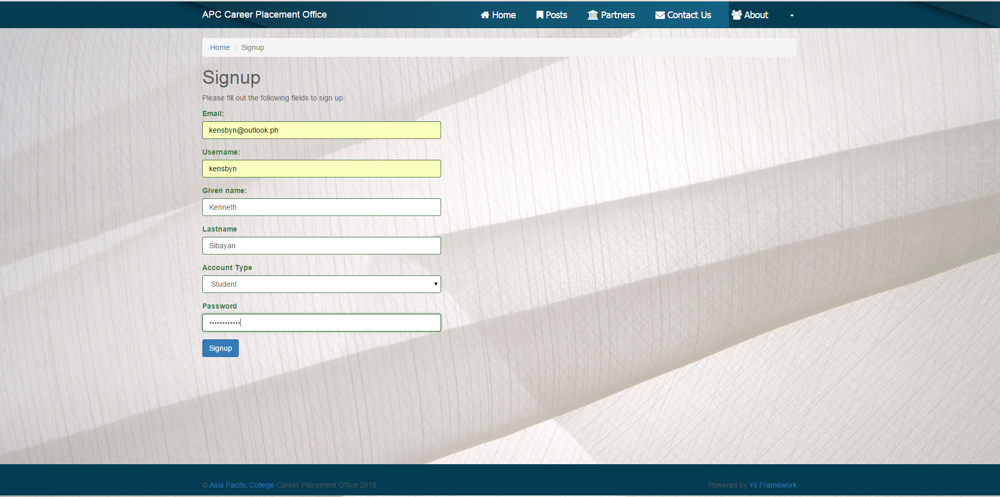 APC Career Placement Office Home Posts Partners Contact Us About
Home / Signup
Signup
Please fill out the following fields to sign up:
Email:
kensbyn@outlook.ph
Username:
kensbyn
Given name:
Kenneth
Lastname
Sibayan
Account Type
Student
Password
••••••••••••
Signup
© Asia Pacific College Career Placement Office 2015 Powered by Yii Framework